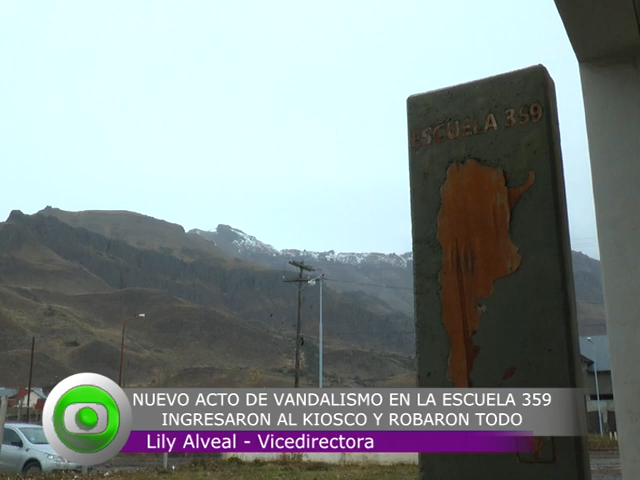 ESCUELA 359
NUEVO ACTO DE VANDALISMO EN LA ESCUELA 359
INGRESARON AL KIOSCO Y ROBARON TODO
Lily Alveal - Vicedirectora